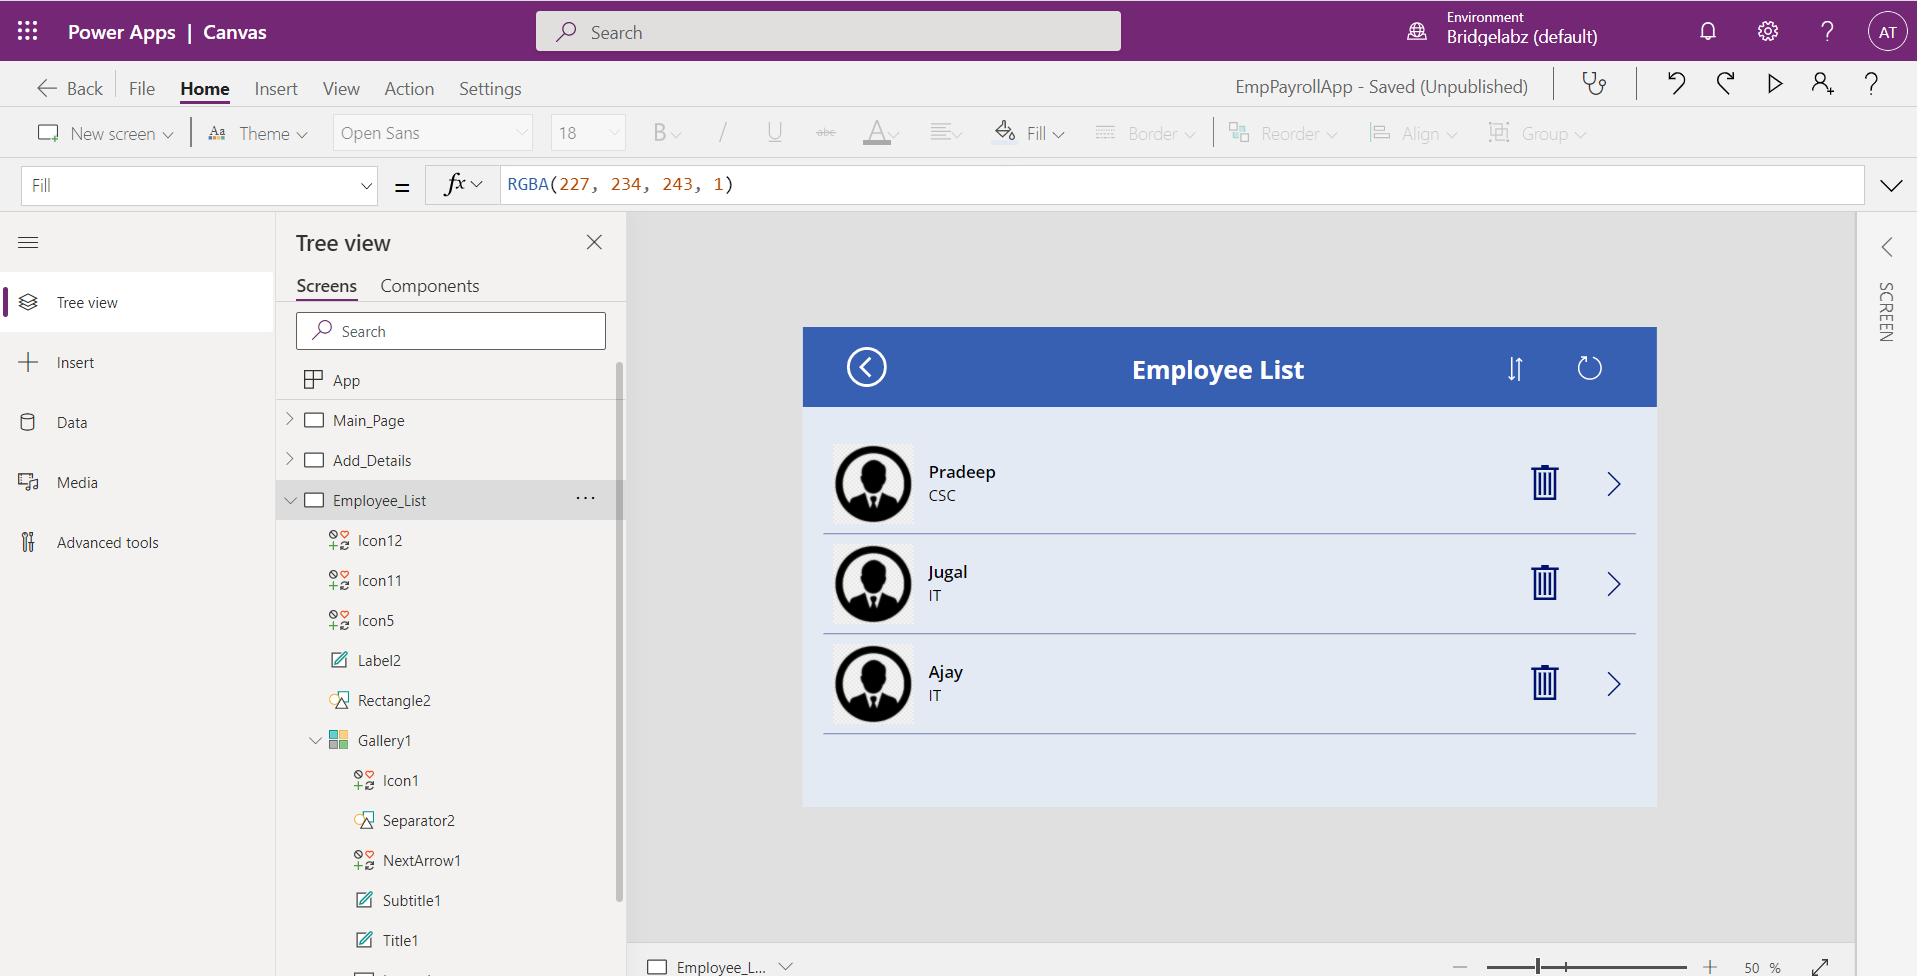 Power Apps | Canvas
Search
Environment
Bridgelabz (default)
AT
Back
File
Home
Insert
View
Action
Settings
EmpPayrollApp - Saved (Unpublished)
New screen
Theme
Open Sans
18
B
/
U
abc
A
Fill
Border
Reorder
Align
Group
Fill
=
fx
RGBA(227, 234, 243, 1)
Tree view
Insert
Data
Media
Advanced tools
Tree view
Screens
Components
Search
App
Main_Page
Add_Details
Employee_List
Icon12
Icon11
Icon5
Label2
Rectangle2
Gallery1
Icon1
Separator2
NextArrow1
Subtitle1
Title1
Employee List
Pradeep
CSC
Jugal
IT
Ajay
IT
SCREEN
Employee_L...
50 %